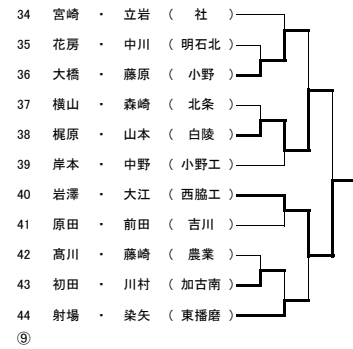 34 宮崎 ・ 立岩 （ 社 ）
35 花房 ・ 中川 （ 明石北 ）
36 大橋 ・ 藤原 （ 小野 ）
37 横山 ・ 森崎 （ 北条 ）
38 梶原 ・ 山本 （ 白陵 ）
39 岸本 ・ 中野 （ 小野工 ）
40 岩澤 ・ 大江 （ 西脇工 ）
41 原田 ・ 前田 （ 吉川 ）
42 髙川 ・ 藤崎 （ 農業 ）
43 初田 ・ 川村 （ 加古南 ）
44 射場 ・ 染矢 （ 東播磨 ）
⑨